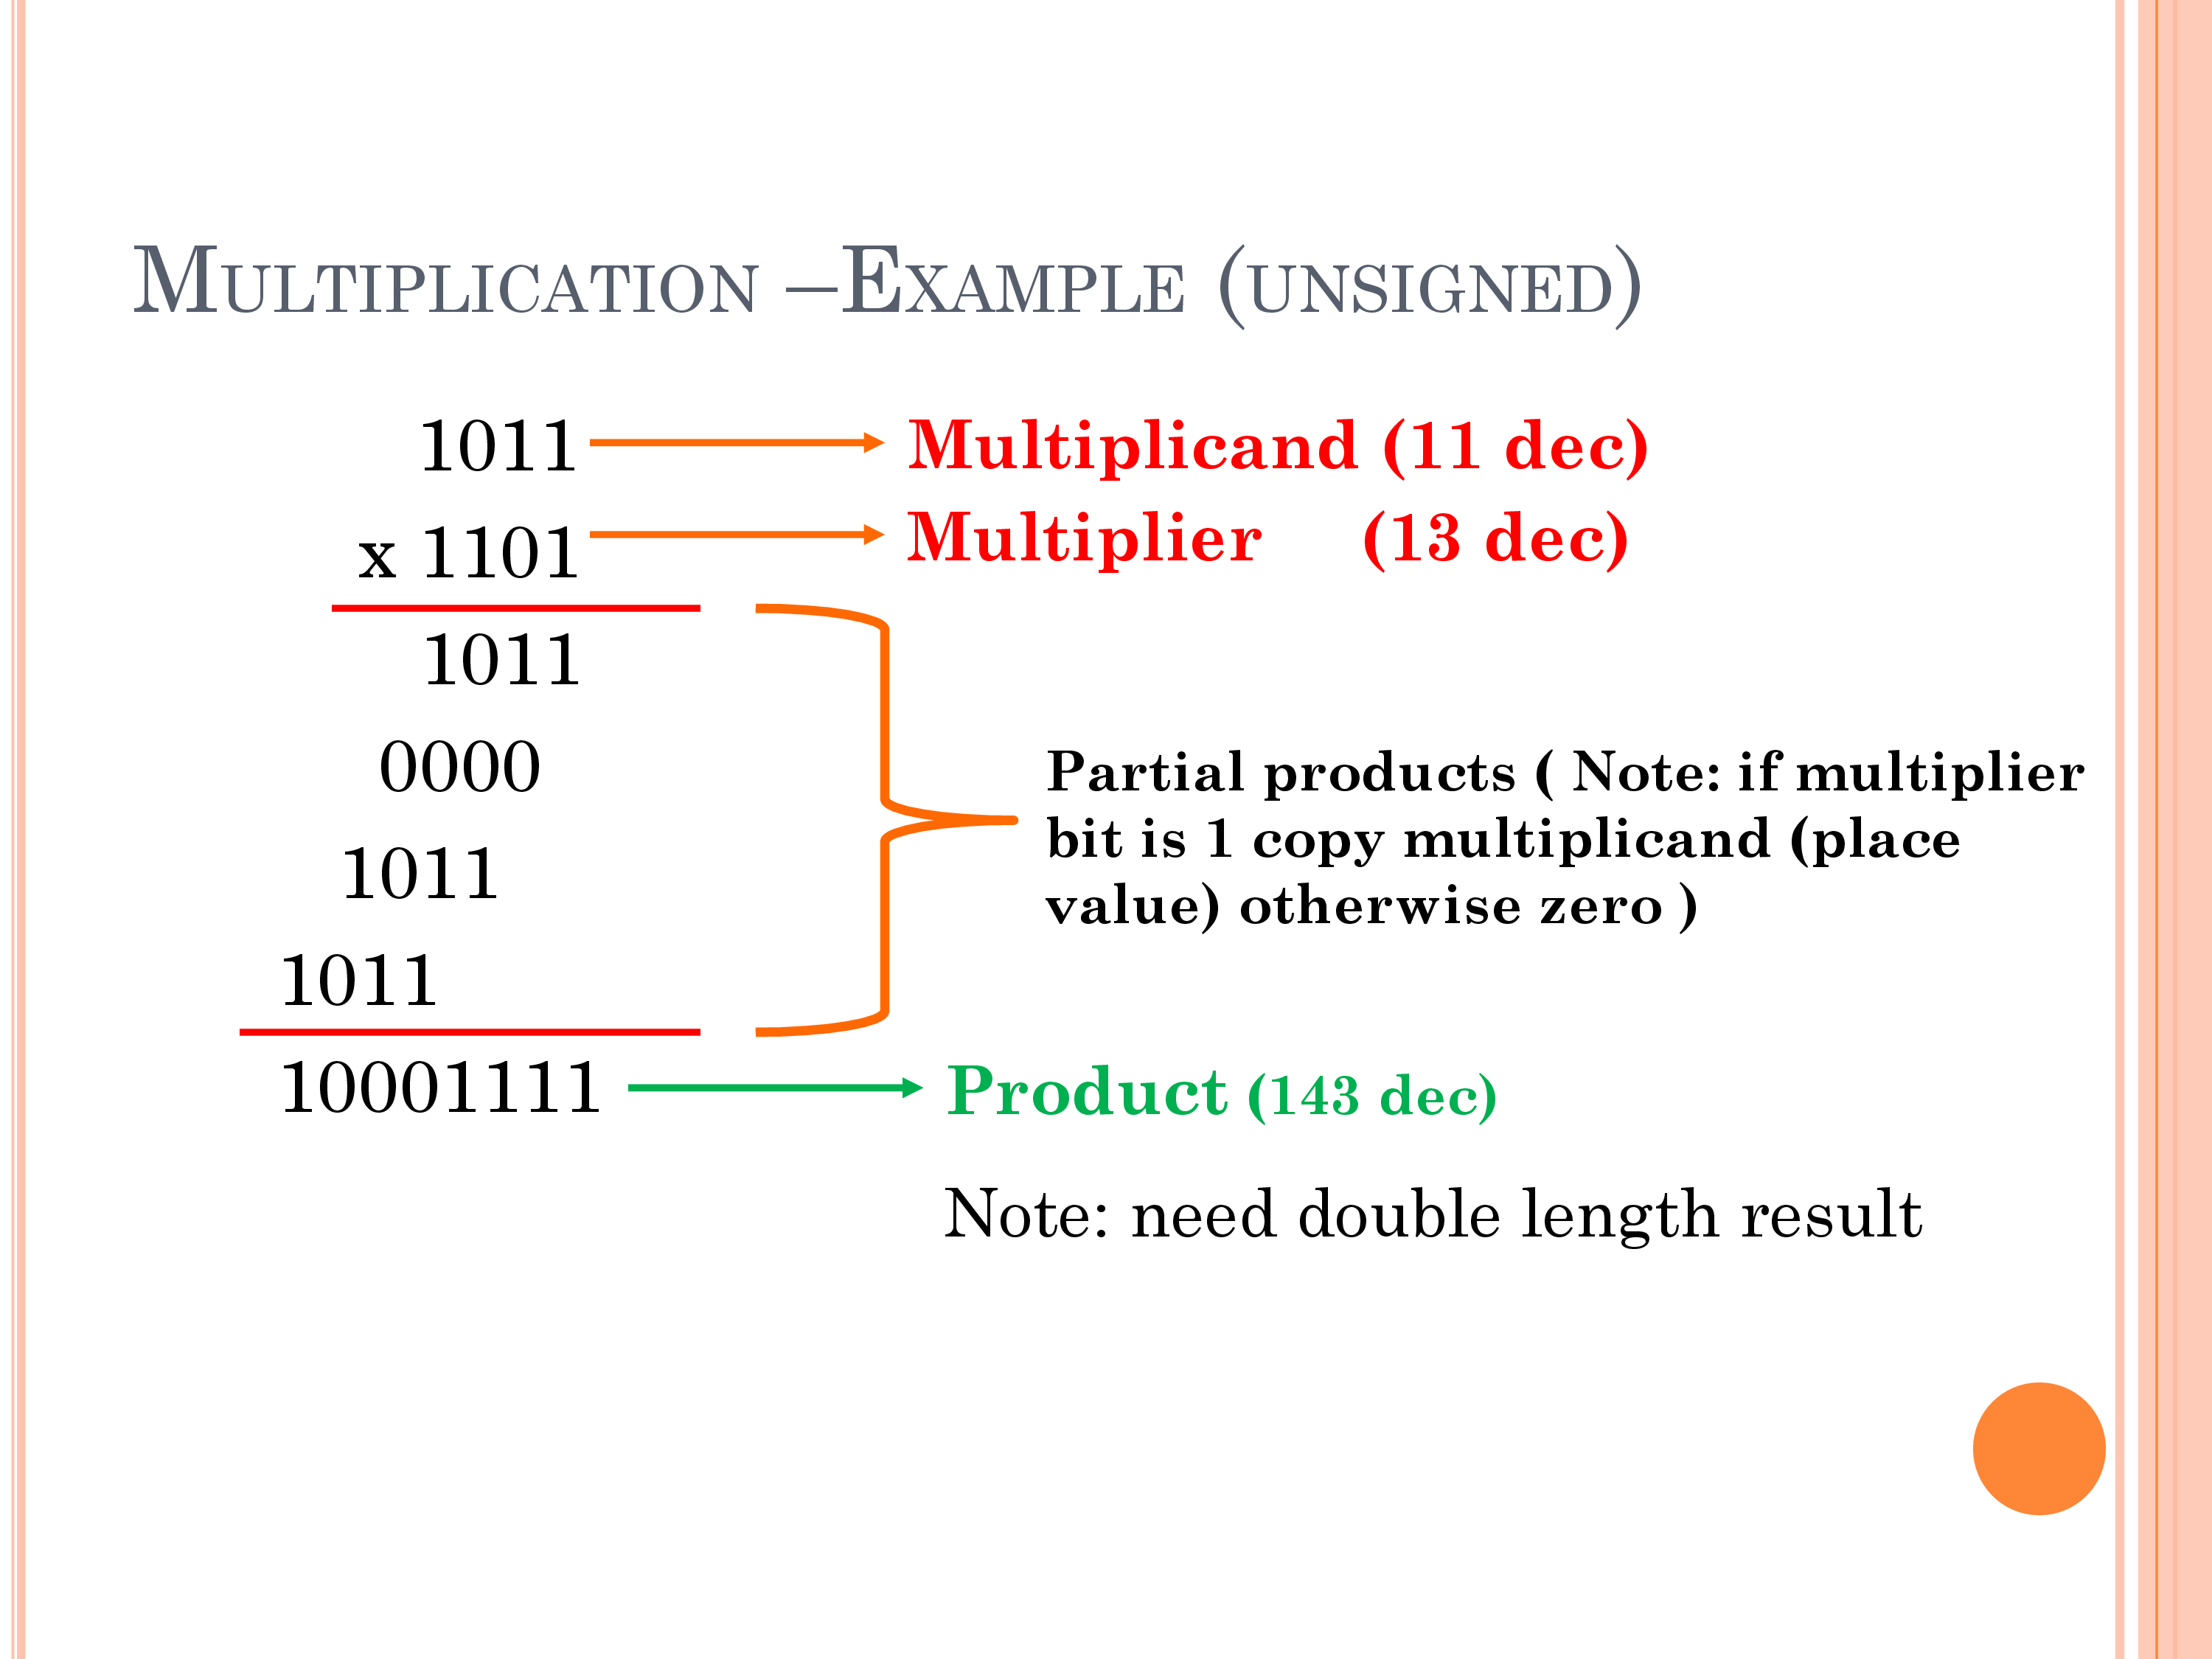 Multiplication –Example (unsigned)
1011 Multiplicand (11 dec)
x 1101 Multiplier (13 dec)
1011
0000
1011
1011
Partial products ( Note: if multiplier
bit is 1 copy multiplicand (place
value) otherwise zero )
10001111 Product (143 dec)
Note: need double length result